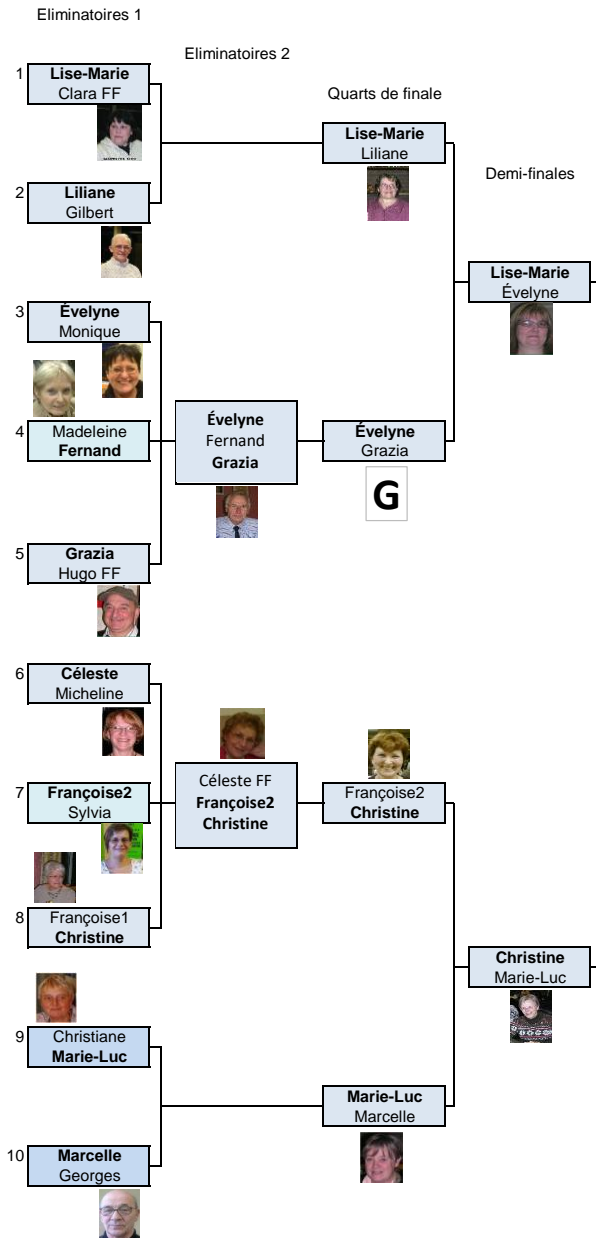 Eliminatoires 1
Eliminatoires 2
Quarts de finale
Demi-finales
1
Lise-Marie
Clara FF
2
Liliane
Gilbert
3
Évelyne
Monique
4
Madeleine
Fernand
5
Grazia
Hugo FF
6
Céleste
Micheline
7
Françoise2
Sylvia
8
Françoise1
Christine
9
Christiane
Marie-Luc
10
Marcelle
Georges
Évelyne
Fernand
Grazia
Céleste FF
Françoise2
Christine
Lise-Marie
Liliane
Évelyne
Grazia
G
Françoise2
Christine
Marie-Luc
Marcelle
Lise-Marie
Évelyne
Christine
Marie-Luc